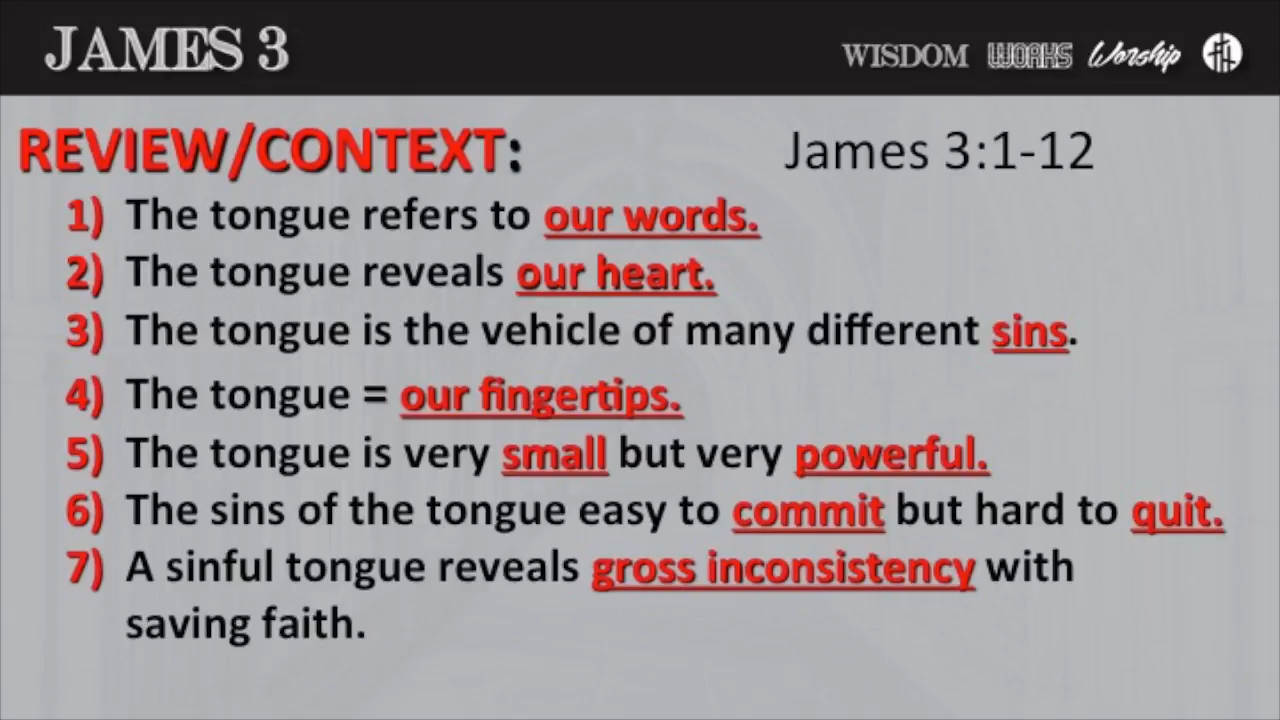 JAMES 3
WISDOM WORKS Worship
REVIEW/CONTEXT: James 3:1-12
1) The tongue refers to our words.
2) The tongue reveals our heart.
3) The tongue is the vehicle of many different sins.
4) The tongue = our fingertips.
5) The tongue is very small but very powerful.
6) The sins of the tongue easy to commit but hard to quit.
7) A sinful tongue reveals gross inconsistency with
saving faith.